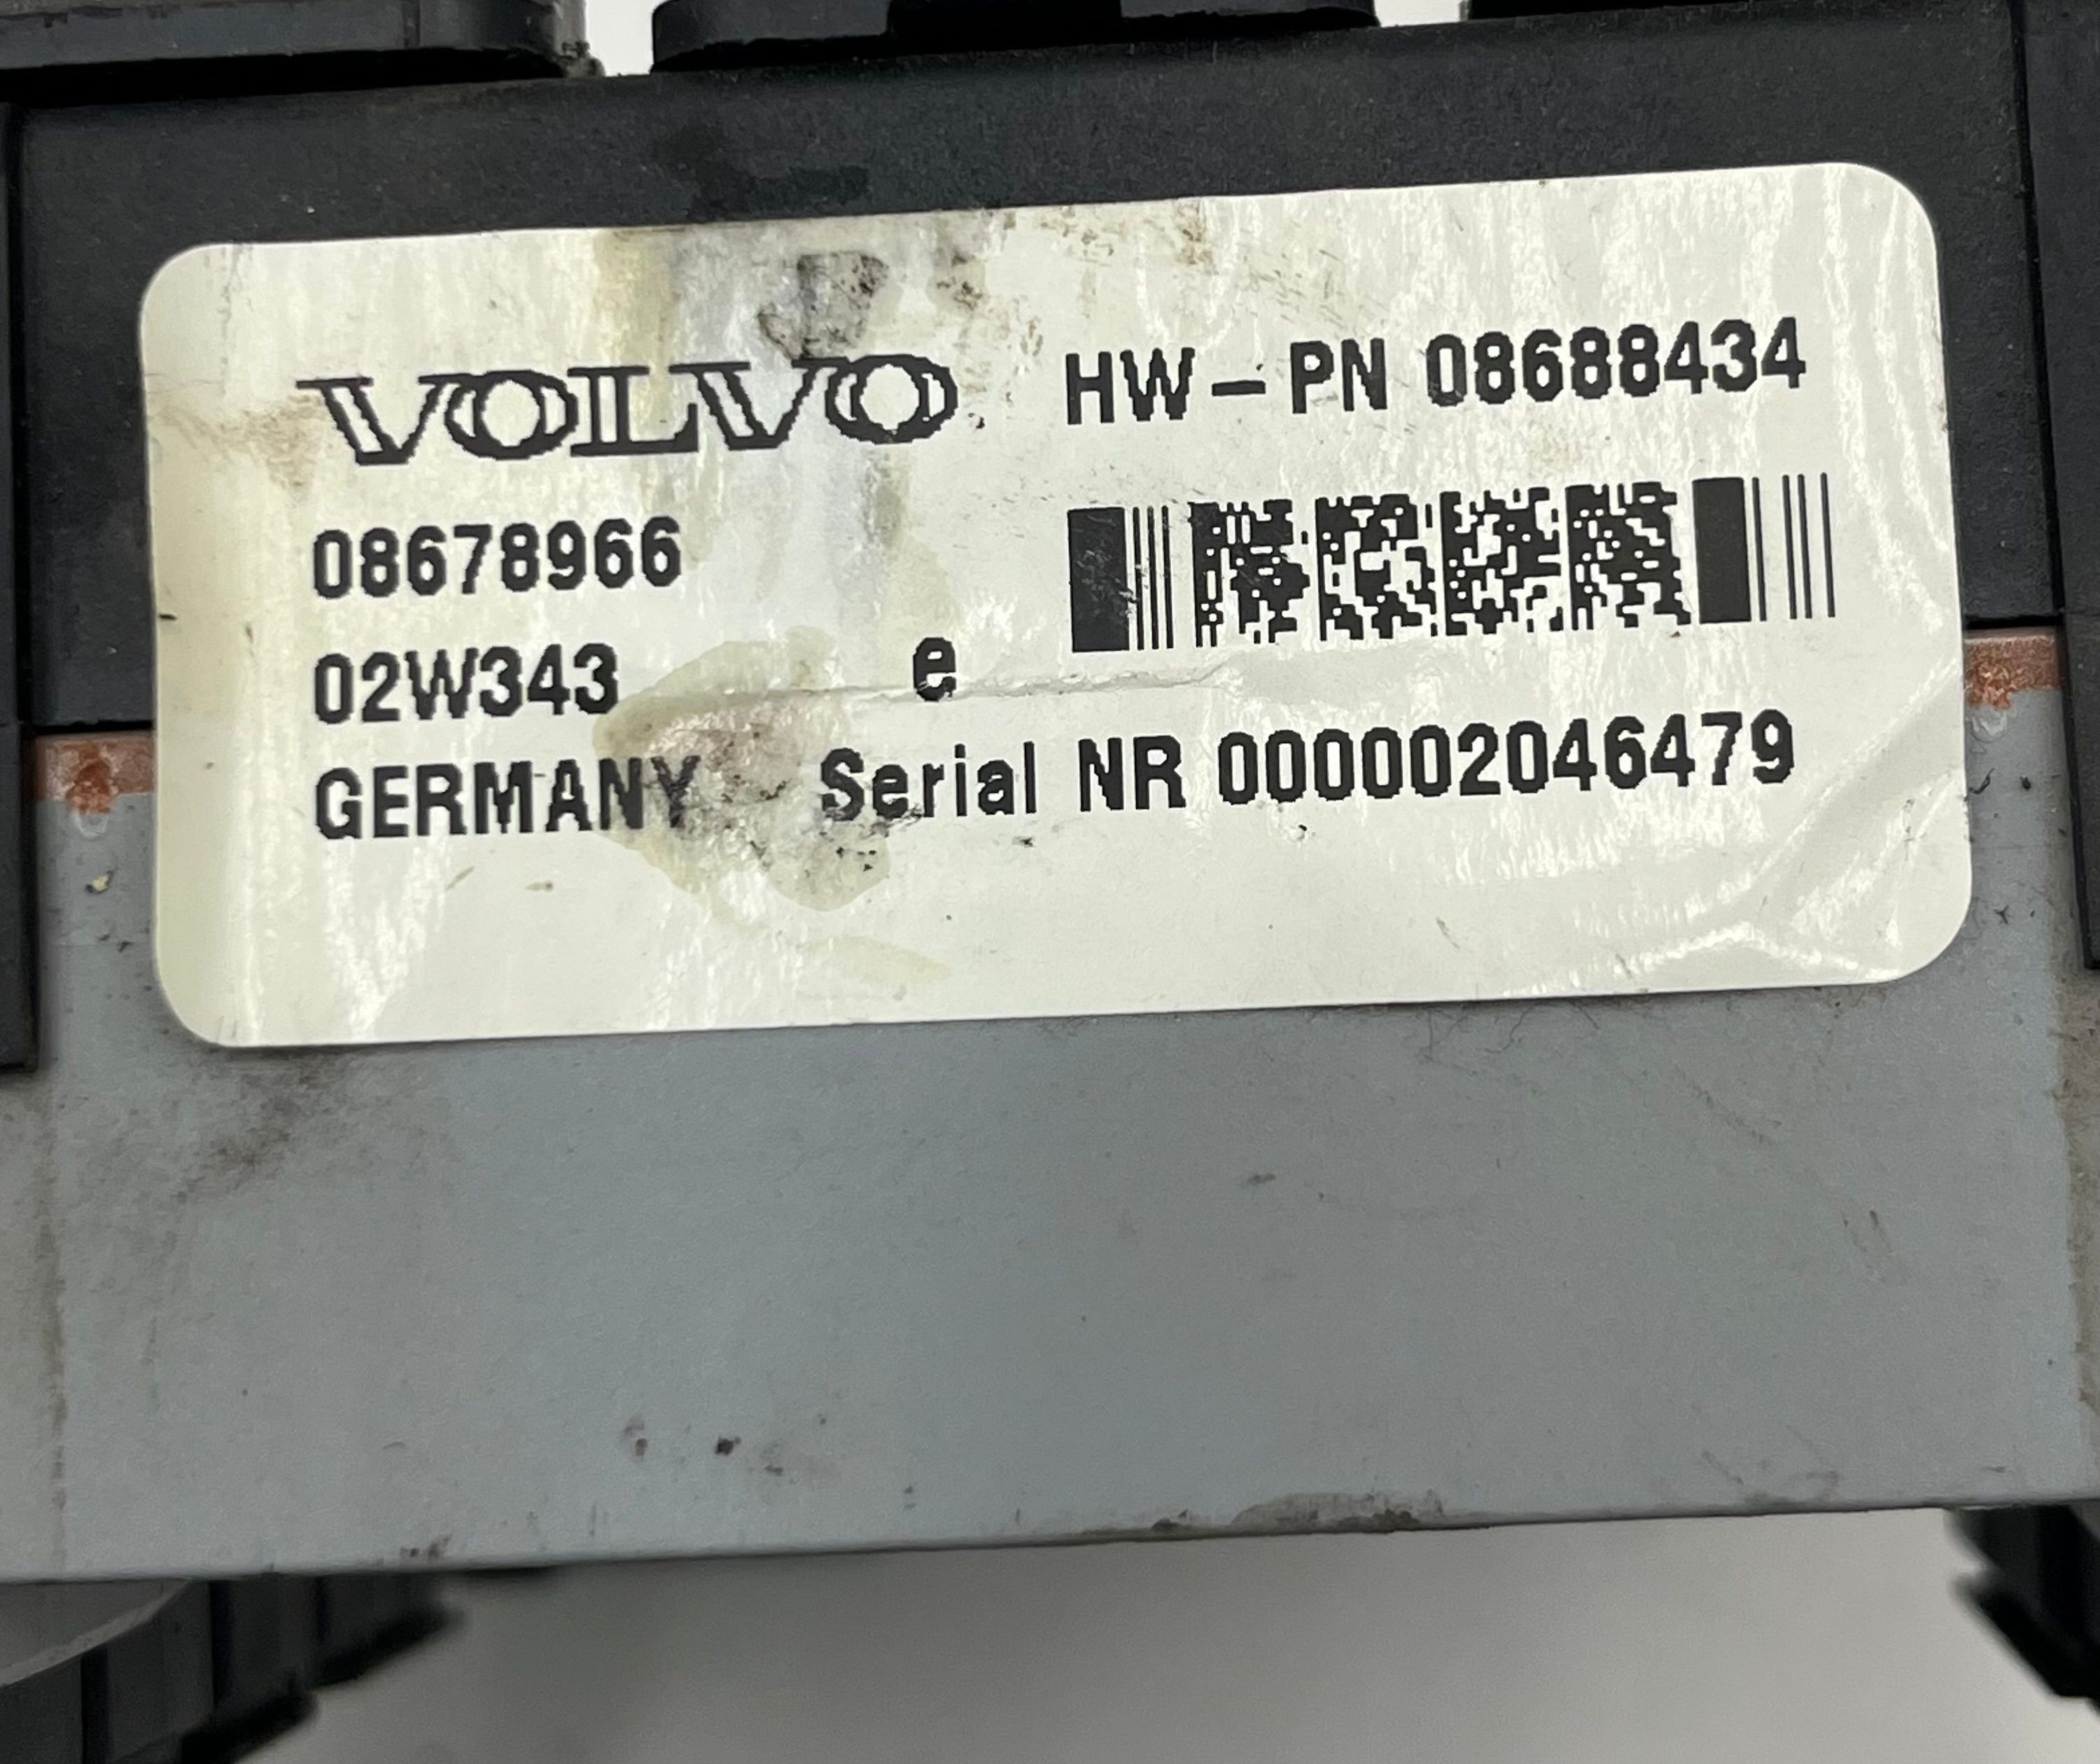 VOLVO HW-PN 08688434
08678966
02W343 e
GERMANY Serial NR 000002046479